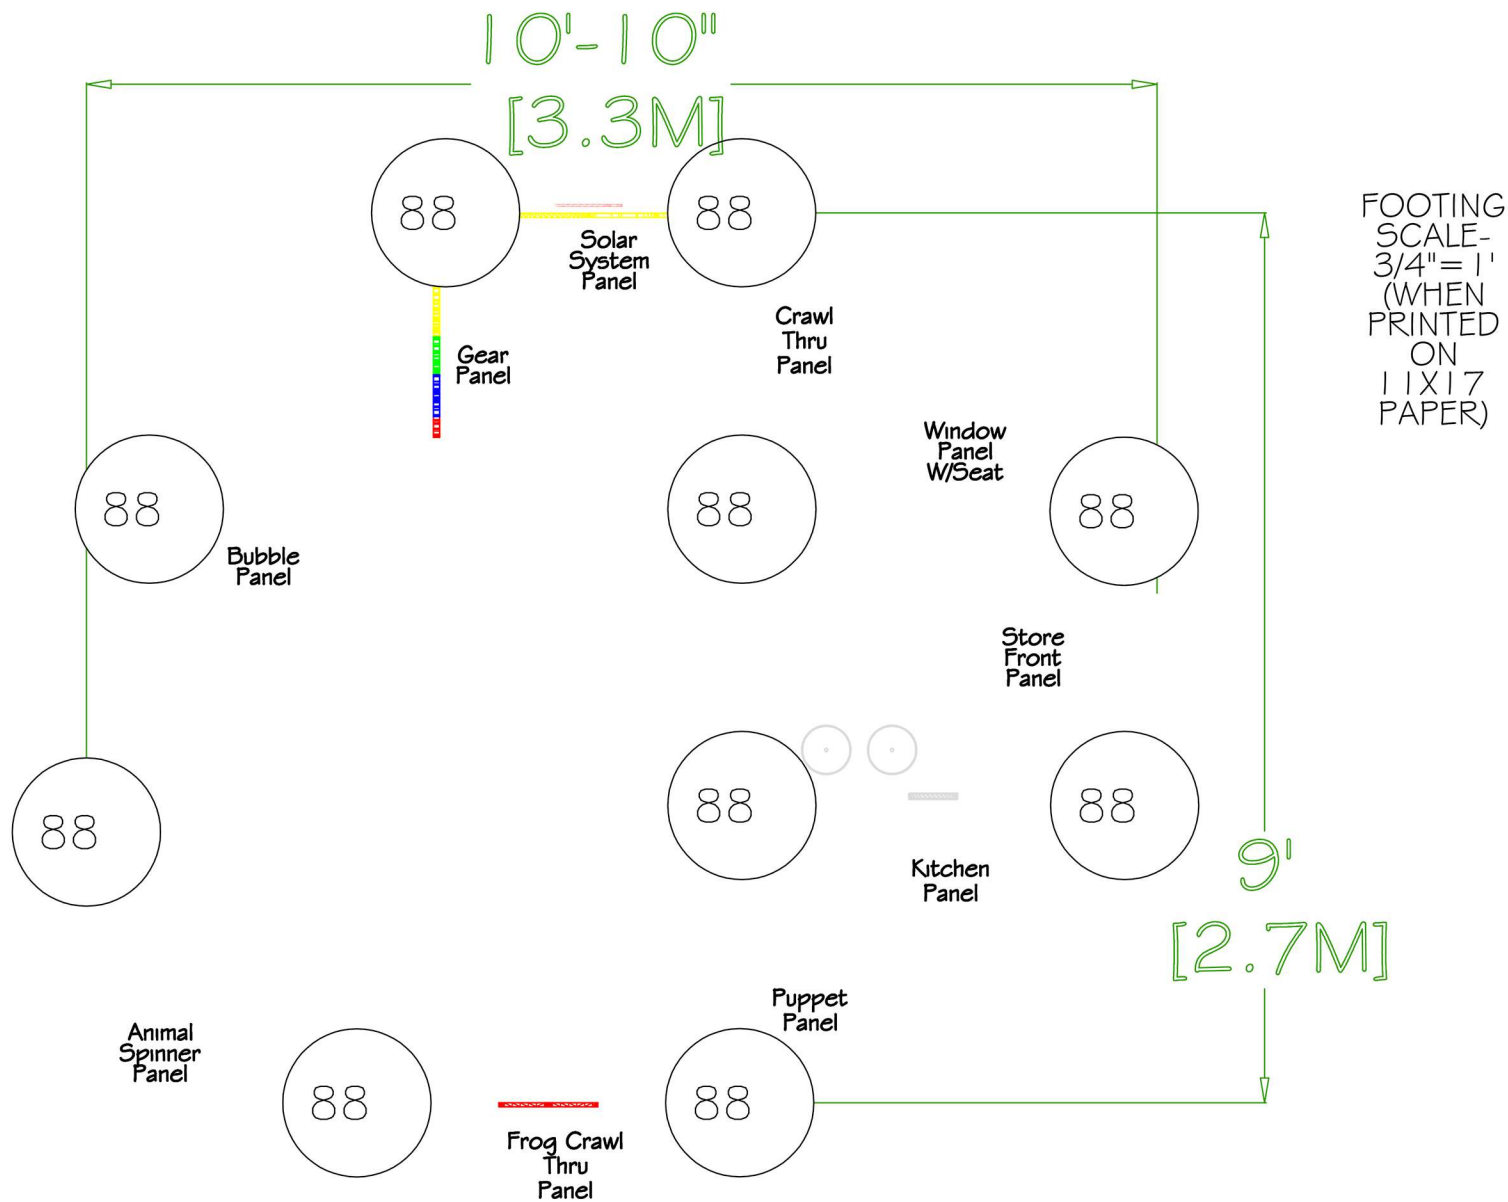 10'-10"
[3.3M]
88
88
Solar
System
Panel
FOOTING
SCALE-
3/4"= 1'
(WHEN
PRINTED
ON
11X17
PAPER)
Crawl
Thru
Panel
Gear
Panel
Window
Panel
W/Seat
88
88
88
Bubble
Panel
Store
Front
Panel
88
88
88
Kitchen
Panel
9'
[2.7M]
Puppet
Panel
Animal
Spinner
Panel
88
88
Frog Crawl
Thru
Panel